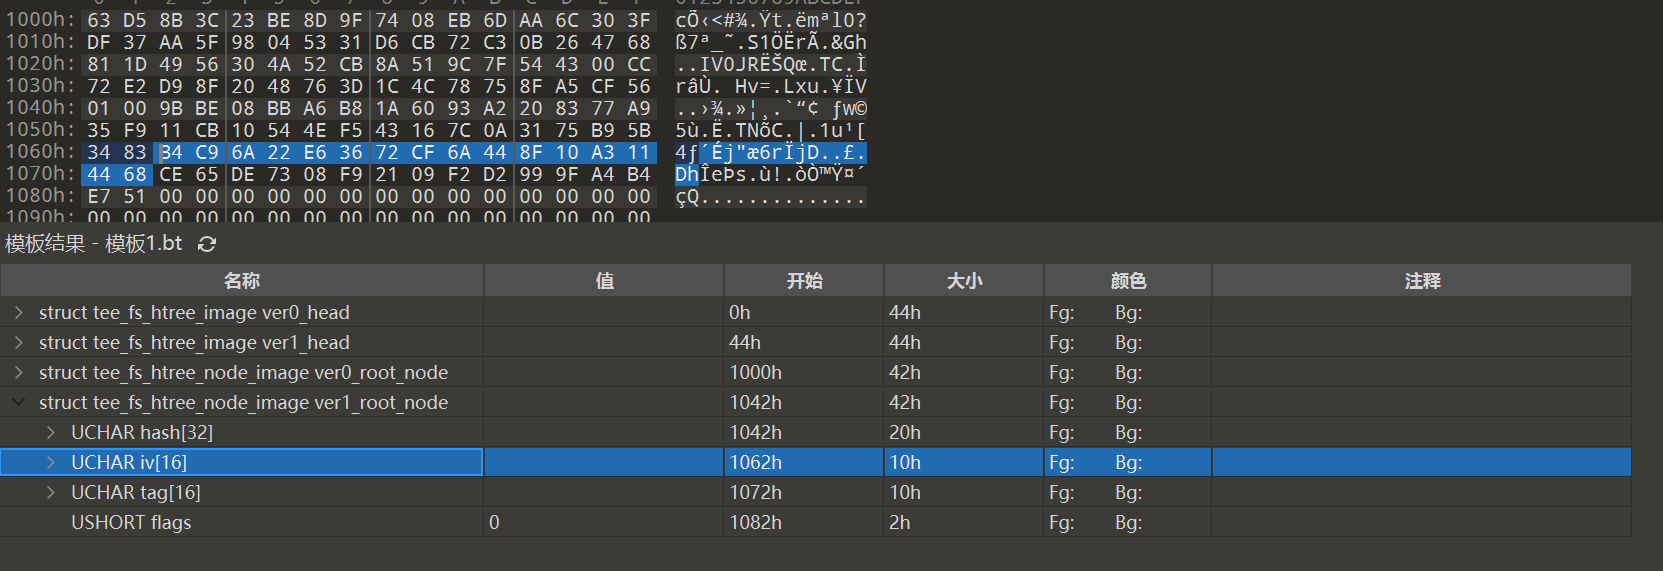 1000h: 63 D5 8B 3C 23 BE 8D 9F 74 08 EB 6D AA 6C 30 3F cÕ‹<#¾.Ÿt.ëmªl0?
1010h: DF 37 AA 5F 98 04 53 31 D6 CB 72 C3 0B 26 47 68 ß7ª_˜.S1ÖËrÃ.&Gh
1020h: 81 1D 49 56 30 4A 52 CB 8A 51 9C 7F 54 43 00 CC ..IV0JRËŠQœ.TC.Ì
1030h: 72 E2 D9 8F 20 48 76 3D 1C 4C 78 75 8F A5 CF 56 râÙ. Hv=.Lxu.¥ÏV
1040h: 01 00 9B BE 08 BB A6 B8 1A 60 93 A2 20 83 77 A9 ..›¾.»¦¸.`“¢ ƒw©
1050h: 35 F9 11 CB 10 54 4E F5 43 16 7C 0A 31 75 B9 5B 5ù.Ë.TNõC.|.1u¹[
1060h: 34 83 B4 C9 6A 22 E6 36 72 CF 6A 44 8F 10 A3 11 4ƒ´Éj"æ6rÏjD..£.
1070h: 44 68 CE 65 DE 73 08 F9 21 09 F2 D2 99 9F A4 B4 DhÎeÞs.ù!.òÒ™Ÿ¤´
1080h: E7 51 00 00 00 00 00 00 00 00 00 00 00 00 00 00 çQ..............
1090h: 00 00 00 00 00 00 00 00 00 00 00 00 00 00 00 00
模板结果 - 模板1.bt
名称 值 开始 大小 颜色 注释
struct tee_fs_htree_image ver0_head 0h 44h Fg: Bg:
struct tee_fs_htree_image ver1_head 44h 44h Fg: Bg:
struct tee_fs_htree_node_image ver0_root_node 1000h 42h Fg: Bg:
struct tee_fs_htree_node_image ver1_root_node 1042h 42h Fg: Bg:
UCHAR hash[32] 1042h 20h Fg: Bg:
UCHAR iv[16] 1062h 10h Fg: Bg:
UCHAR tag[16] 1072h 10h Fg: Bg:
USHORT flags 0 1082h 2h Fg: Bg: